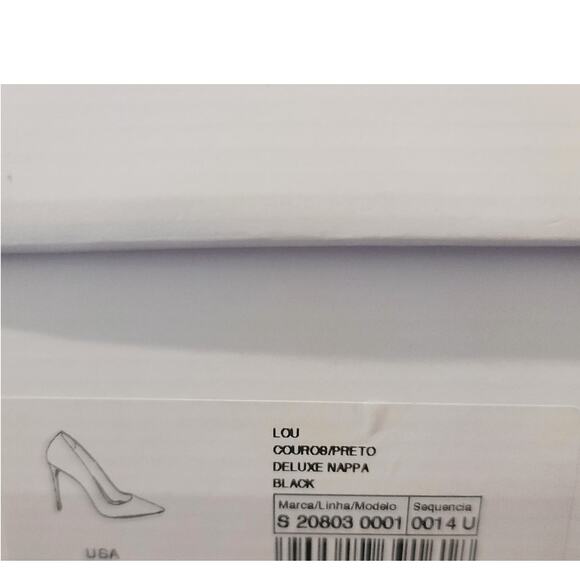 LOU
COUROS/PRETO
DELUXE NAPPA
BLACK
Marca/Linha/Modelo Sequencia
S 20803 0001 0014 U
USA